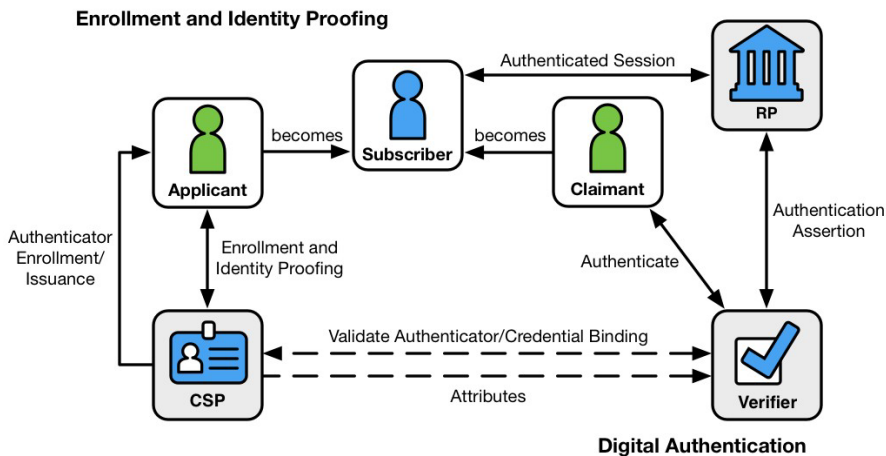 Enrollment and Identity Proofing
Authenticated Session
RP
becomes
Subscriber
becomes
Applicant
Claimant
Authenticator
Enrollment/
Issuance
Enrollment and
Identity Proofing
Authenticate
Authentication
Assertion
Validate Authenticator/Credential Binding
CSP
Attributes
Verifier
Digital Authentication